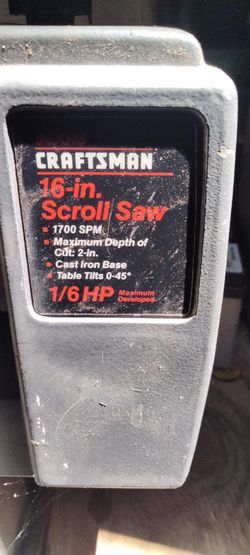 SEARS
CRAFTSMAN
16-in.
Scroll Saw
▪ 1700 SPM
▪ Maximum Depth of
Cut: 2-in.
▪ Cast Iron Base
▪ Table Tilts 0-45°
1/6 HP Maximum
Developed